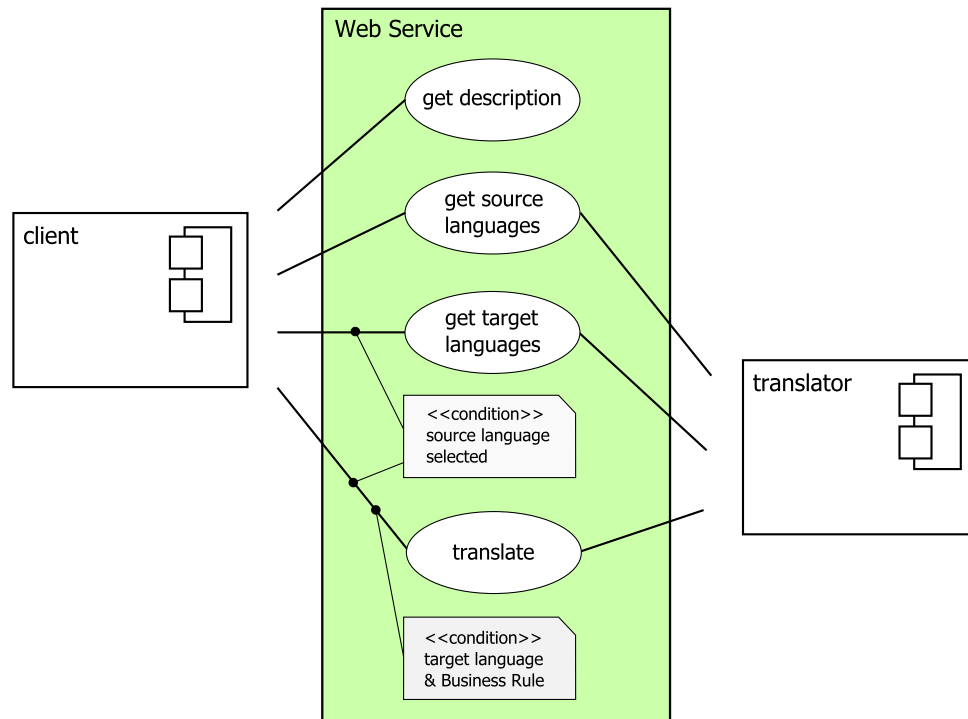 Web Service
get description
get source
languages
client
get target
languages
translator
<<condition>>
source language
selected
translate
<<condition>>
target language
& Business Rule